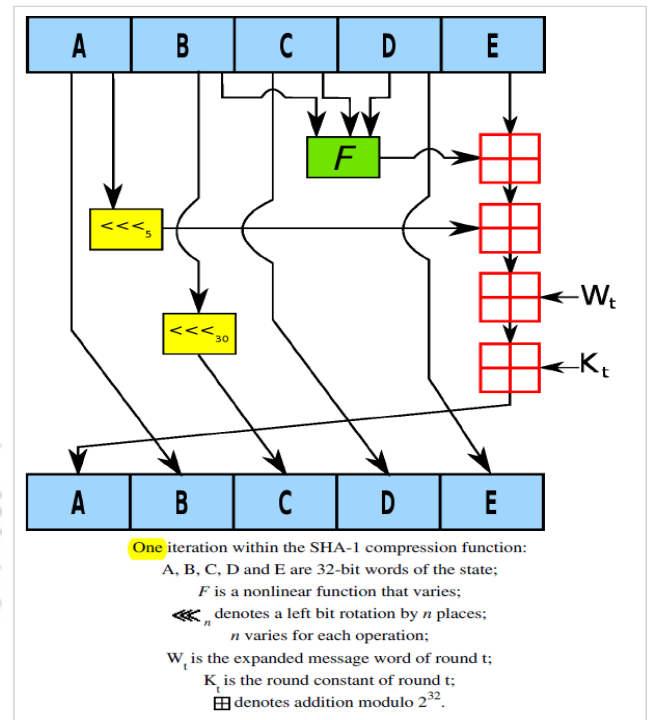 A B C D E
F
<<<5
<<<30
Wt
Kt
A B C D E
One iteration within the SHA-1 compression function:
A, B, C, D and E are 32-bit words of the state;
F is a nonlinear function that varies;
<<<n denotes a left bit rotation by n places;
n varies for each operation;
Wt is the expanded message word of round t;
Kt is the round constant of round t;
⊞ denotes addition modulo 2^32.